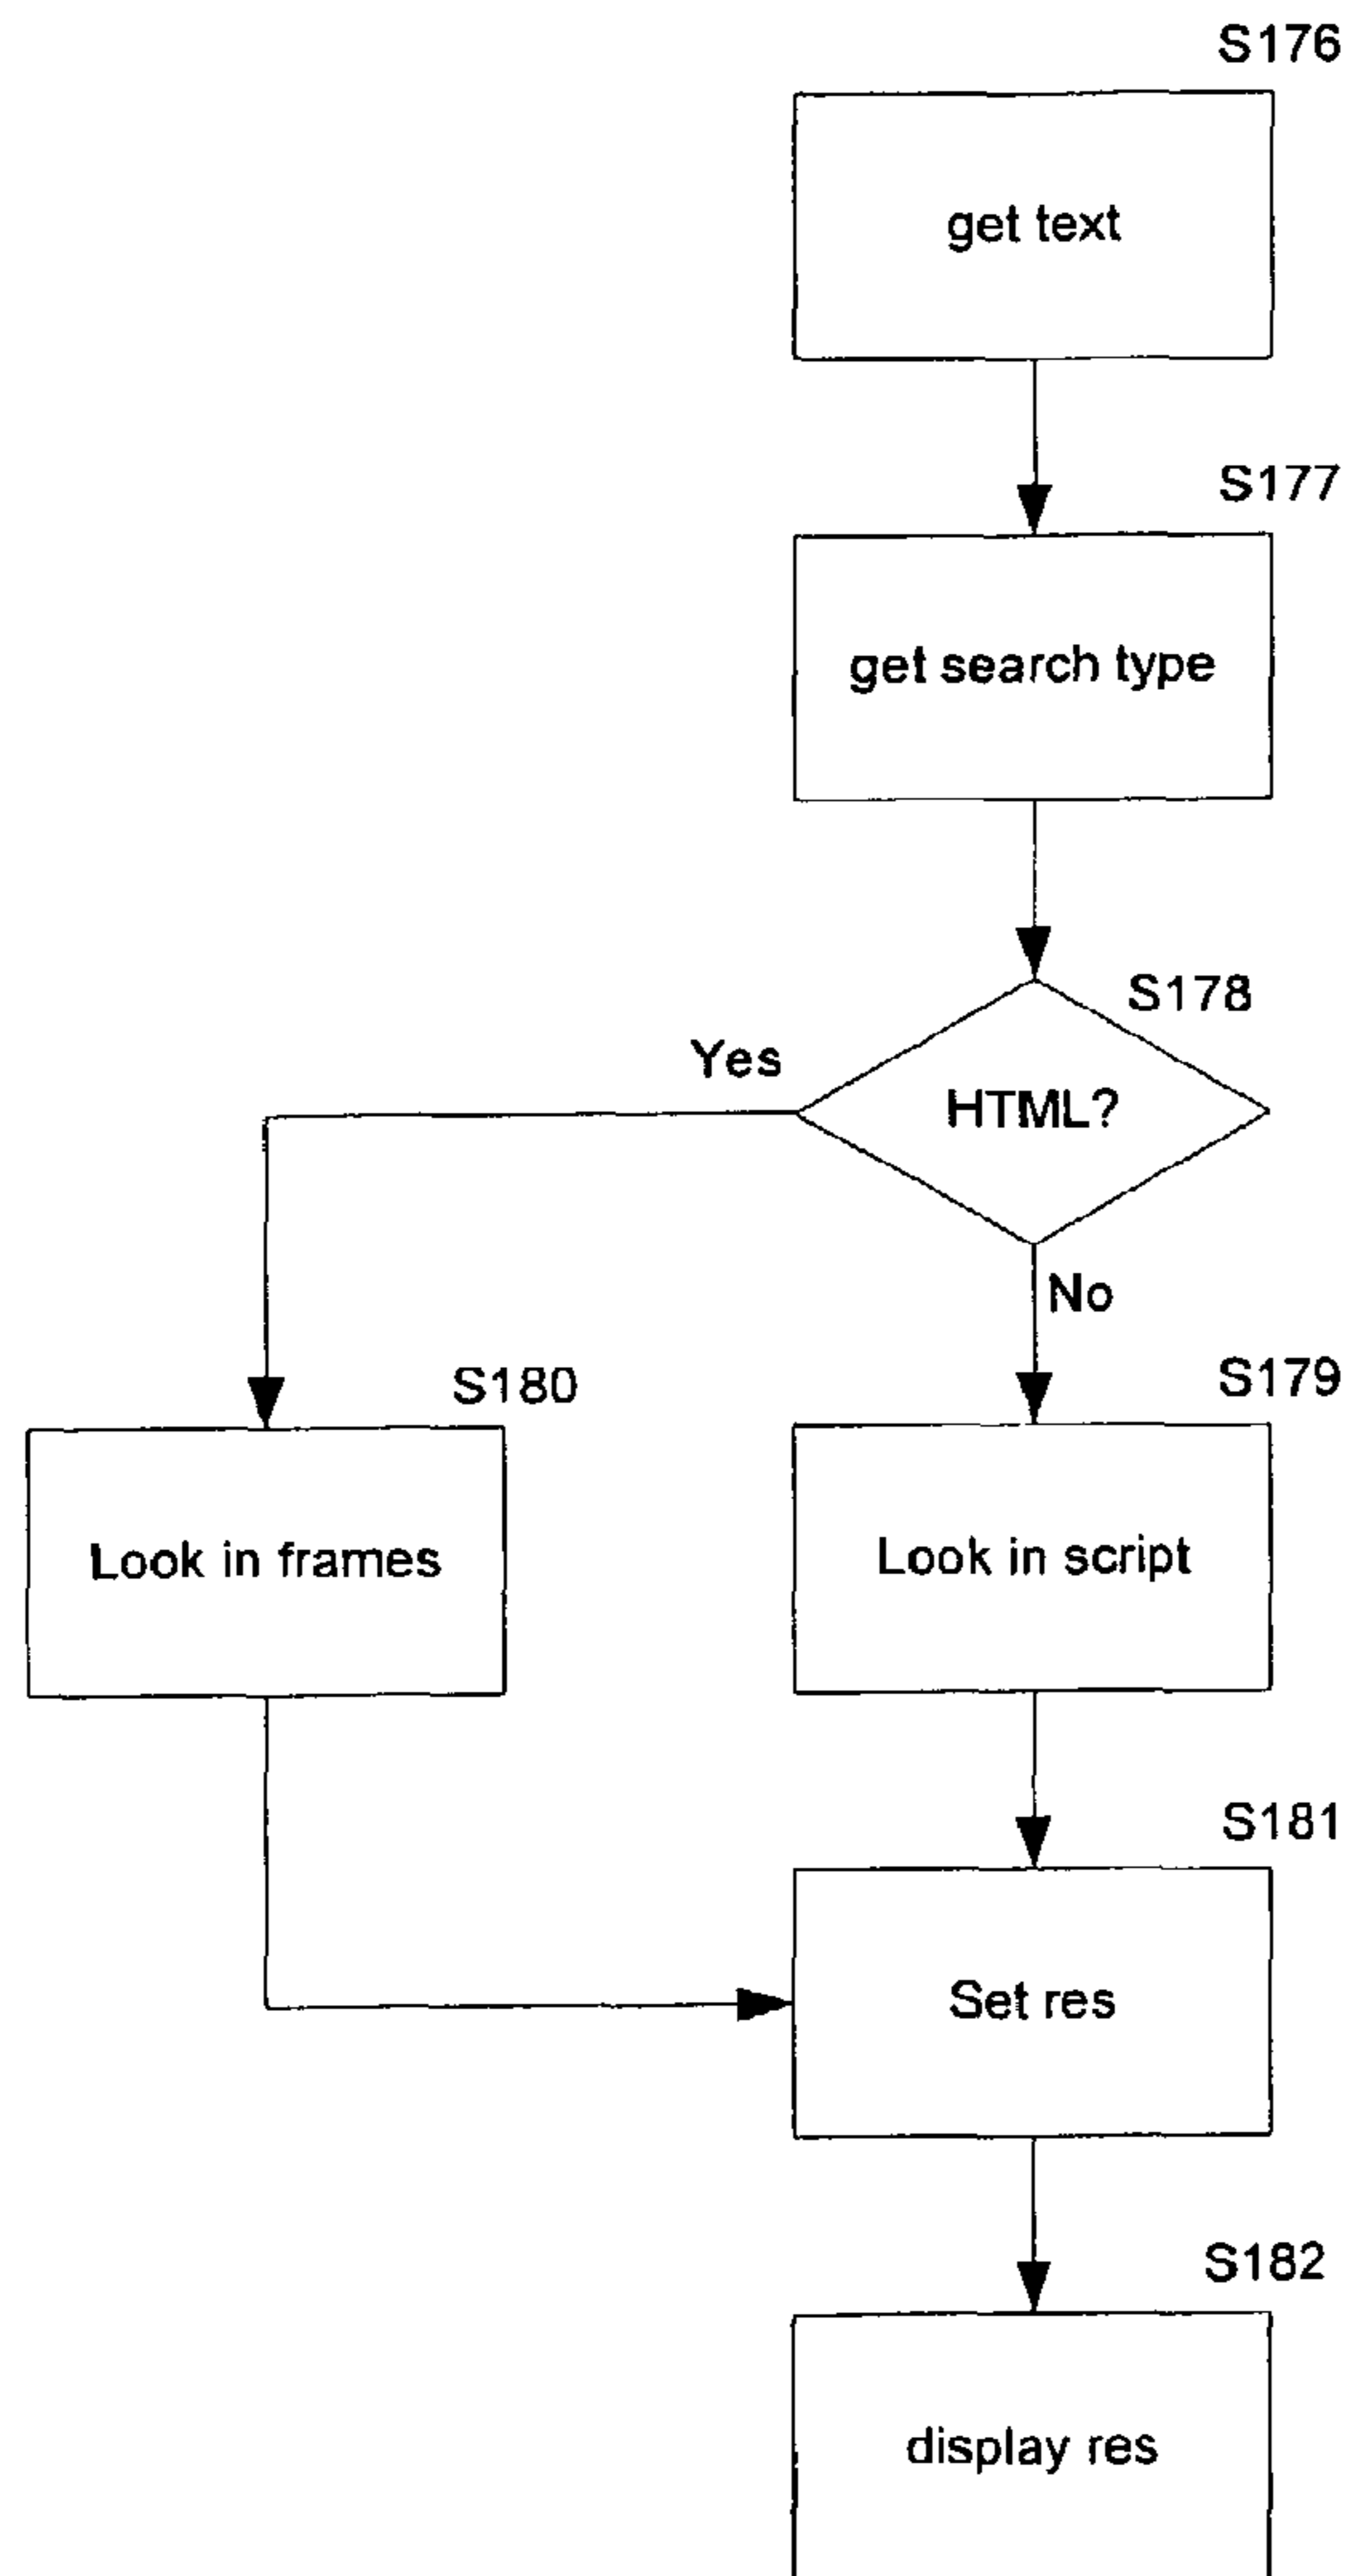 S176
get text
S177
get search type
S178
Yes
HTML?
No
S180
S179
Look in frames
Look in script
S181
Set res
S182
display res